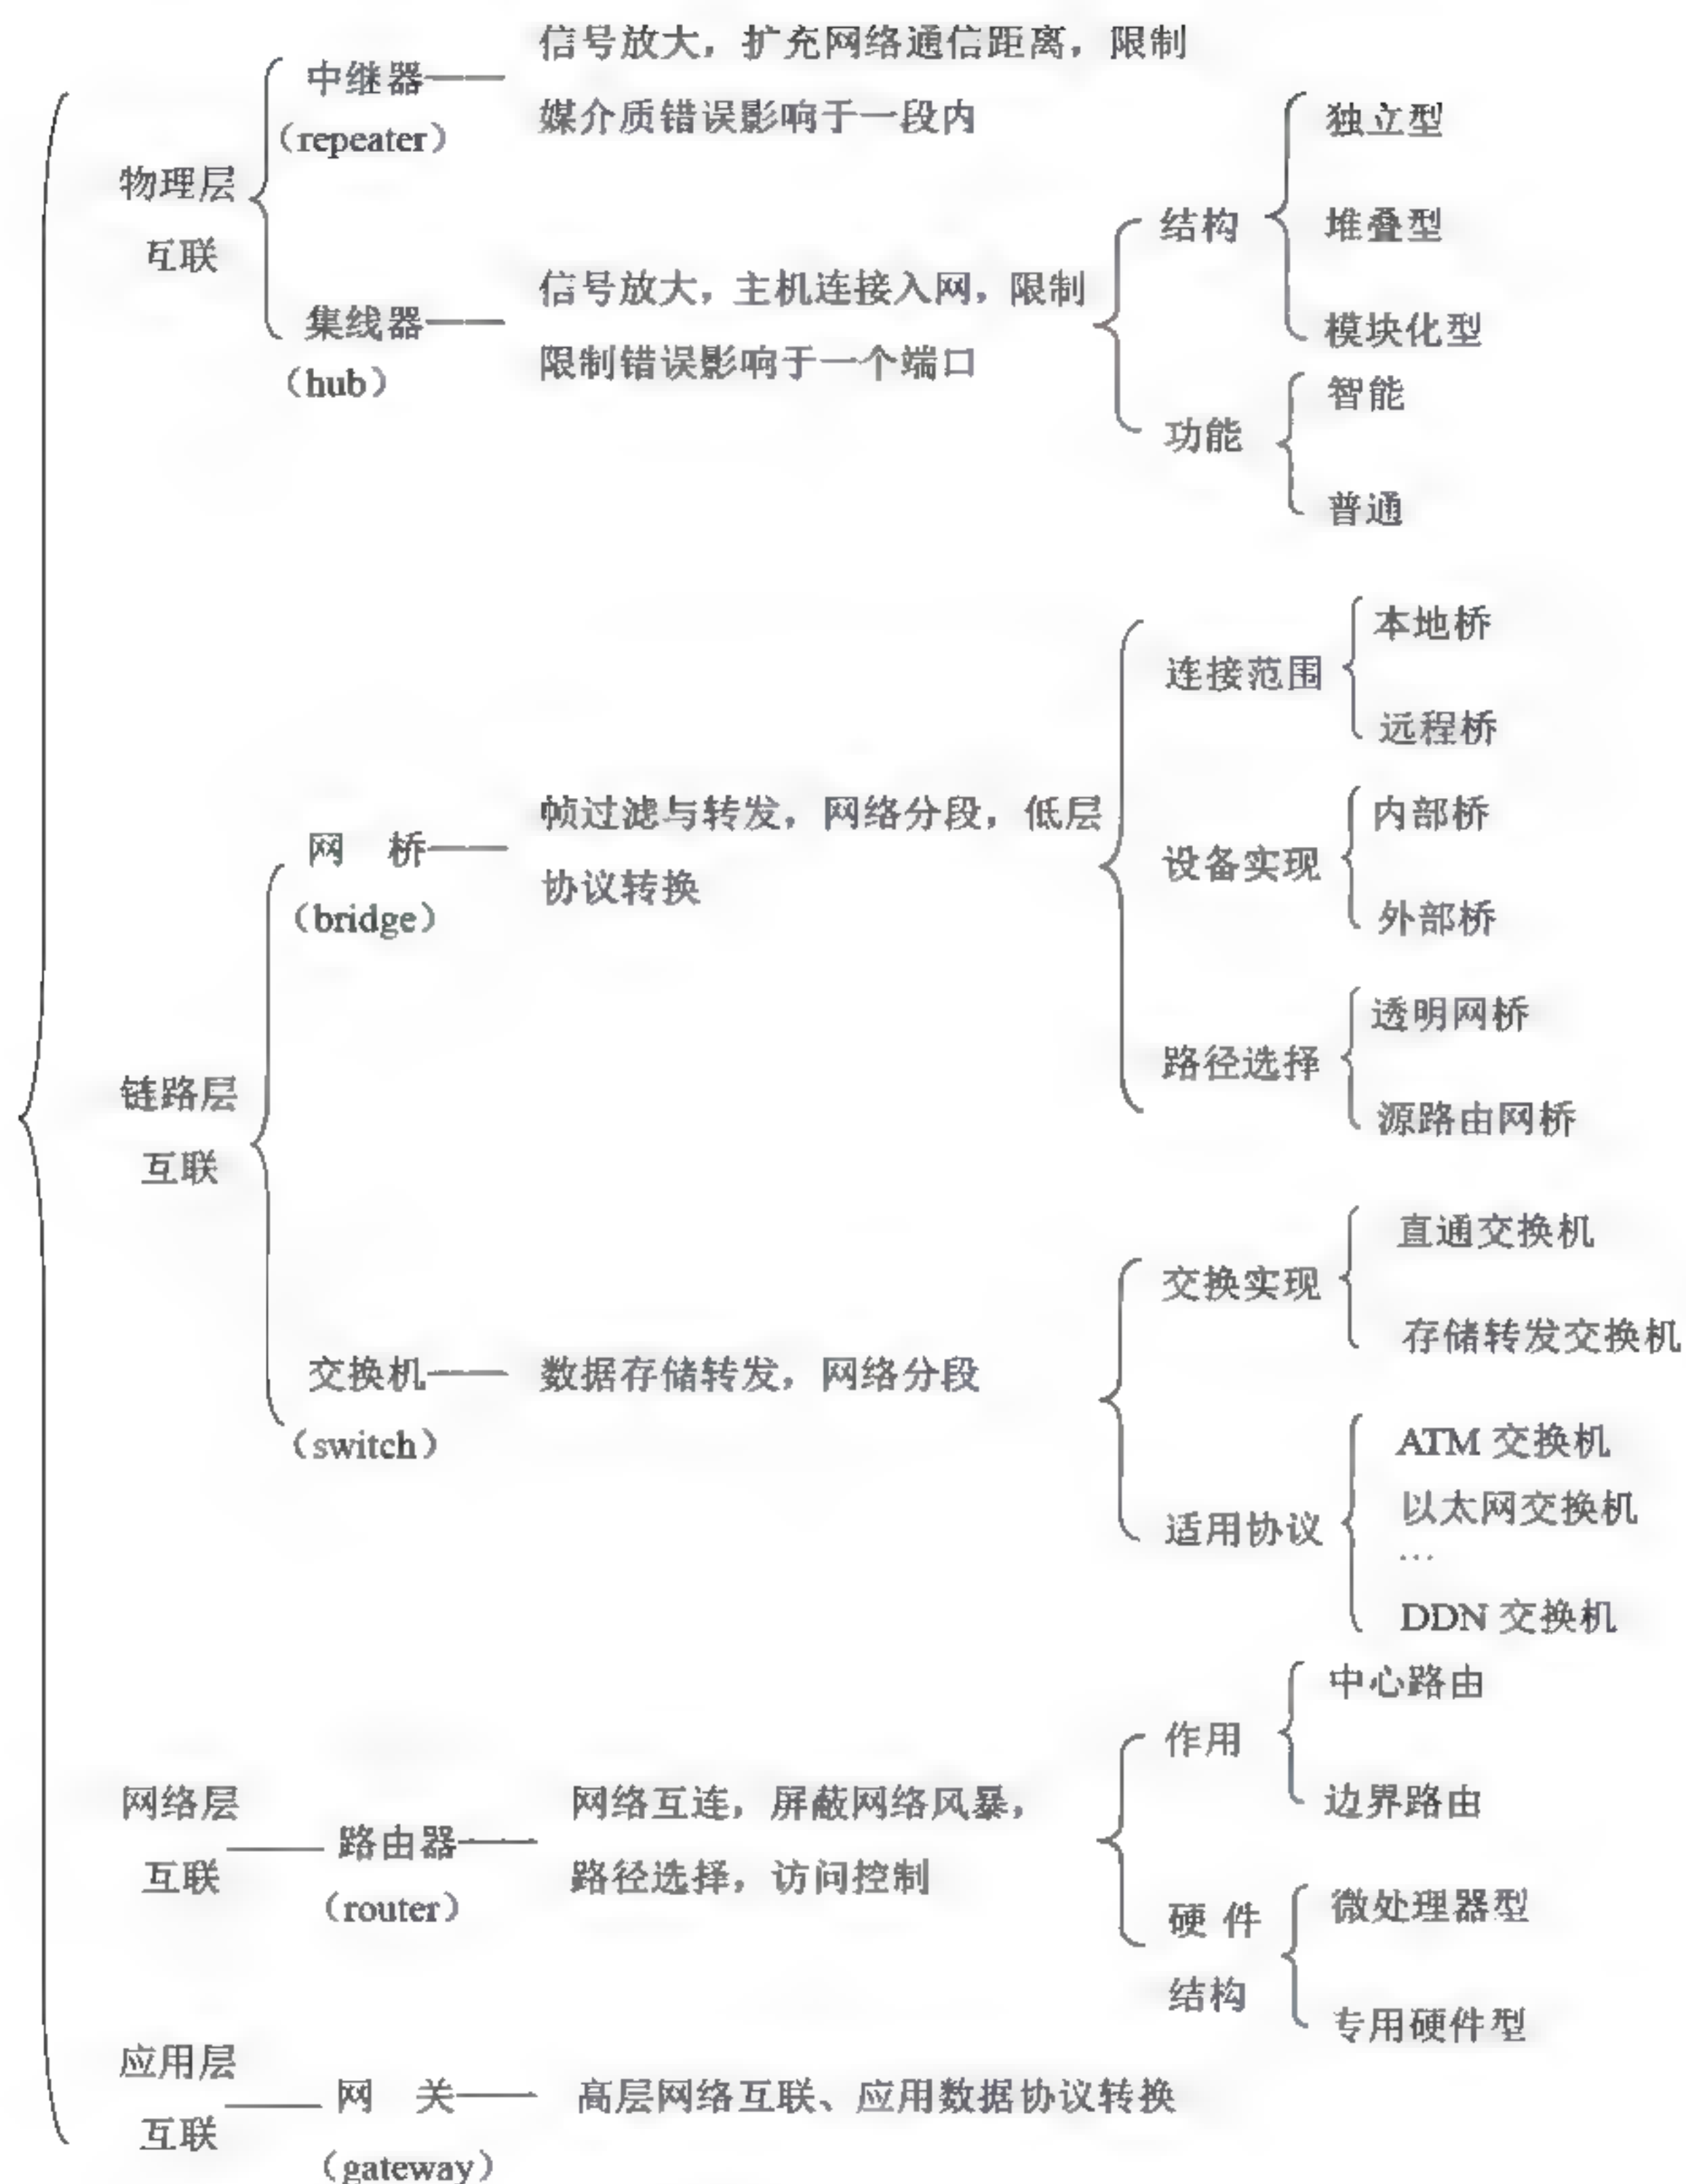 信号放大，扩充网络通信距离，限制
中继器
媒介质错误影响于一段内
（repeater）
独立型
物理层
结构
堆叠型
互联
信号放大，主机连接入网，限制
集线器
模块化型
限制错误影响于一个端口
（hub）
智能
功能
普通
本地桥
连接范围
远程桥
帧过滤与转发，网络分段，低层
内部桥
网 桥
设备实现
协议转换
（bridge）
外部桥
透明网桥
路径选择
链路层
源路由网桥
互联
直通交换机
交换实现
存储转发交换机
交换机
数据存储转发，网络分段
（switch）
ATM 交换机
以太网交换机
适用协议
…
DDN 交换机
中心路由
作用
网络层
网络互连，屏蔽网络风暴，
边界路由
路由器
互联
路径选择，访问控制
（router）
硬 件
微处理器型
结构
专用硬件型
应用层
网 关
高层网络互联、应用数据协议转换
互联
（gateway）